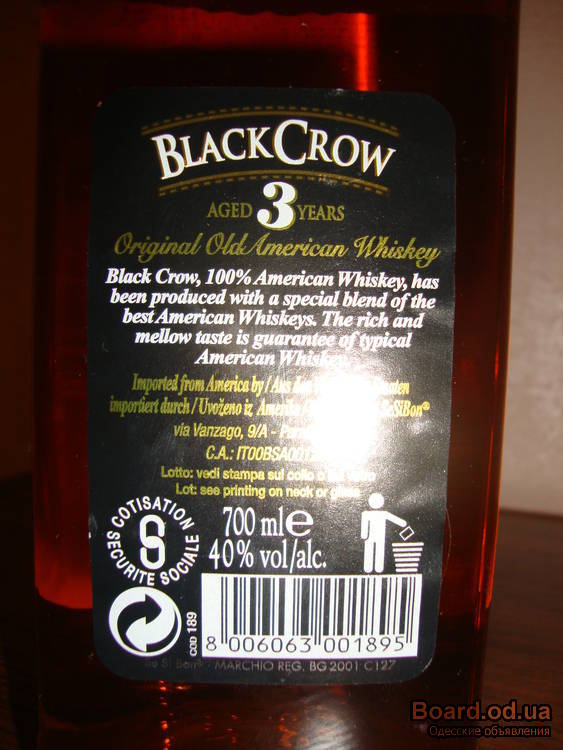 BLACK CROW
AGED 3 YEARS
Original Old American Whiskey
Black Crow, 100% American Whiskey, has
been produced with a special blend of the
best American Whiskeys. The rich and
mellow taste is guarantee of typical
American Whiskey.
Imported from America by / Aus
importiert durch / Uvoženo iz SeSiBon®
via Vanzago, 9/A -
C.A.:
Lotto: vedi stampa sul collo
Lot: see printing on neck or
COTISATION
SECURITE SOCIALE
700 ml e
40% vol/alc.
COD 189
8 006063 001895
Se Si Bon® - MARCHIO REG. BG 2001 C127
Board.od.ua
Одесские объявления